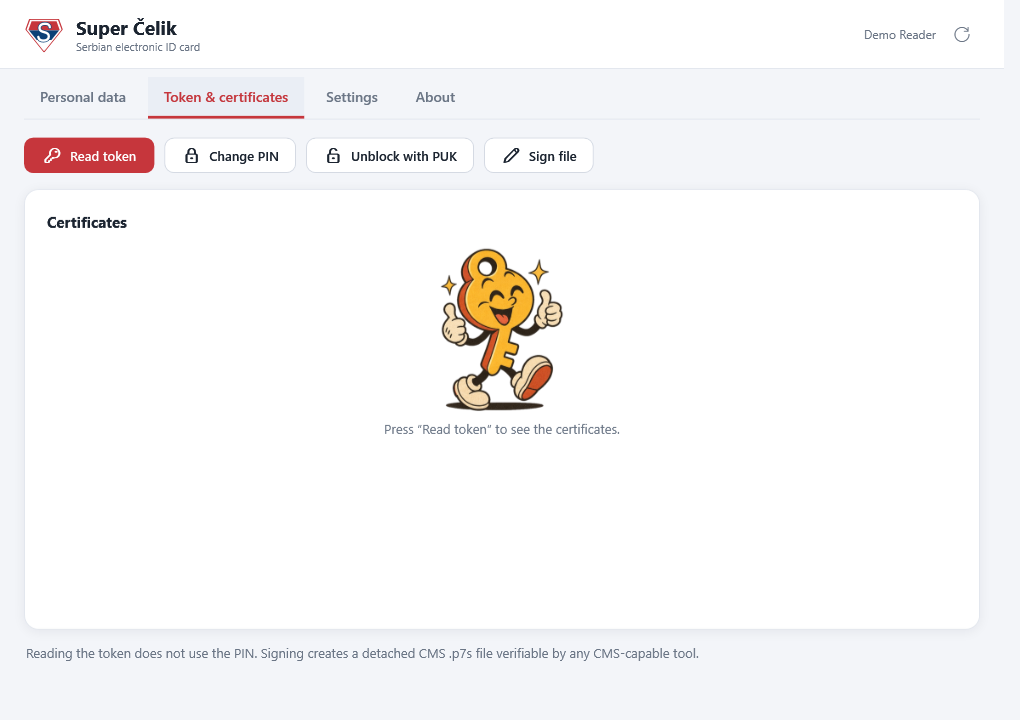 S
Super Čelik
Serbian electronic ID card
Demo Reader
Personal data
Token & certificates
Settings
About
Read token
Change PIN
Unblock with PUK
Sign file
Certificates
Press "Read token" to see the certificates.
Reading the token does not use the PIN. Signing creates a detached CMS .p7s file verifiable by any CMS-capable tool.